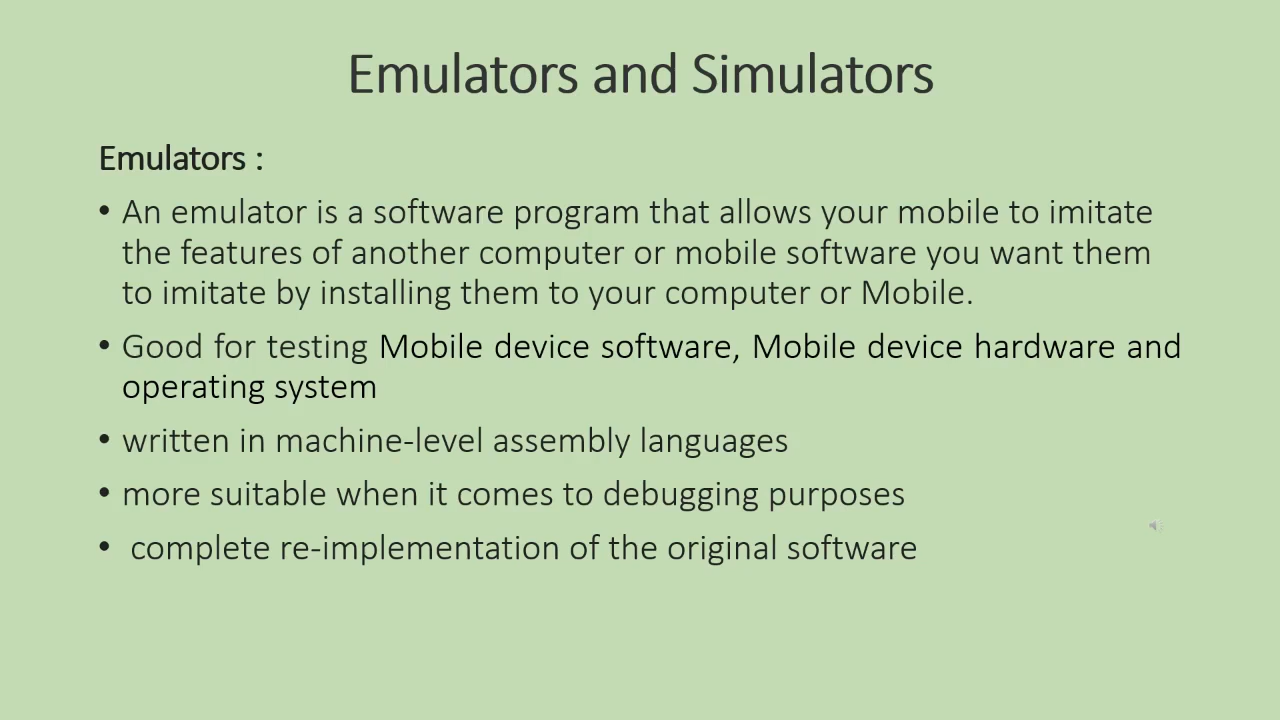 Emulators and Simulators
Emulators :
• An emulator is a software program that allows your mobile to imitate
the features of another computer or mobile software you want them
to imitate by installing them to your computer or Mobile.
• Good for testing Mobile device software, Mobile device hardware and
operating system
• written in machine-level assembly languages
• more suitable when it comes to debugging purposes
• complete re-implementation of the original software